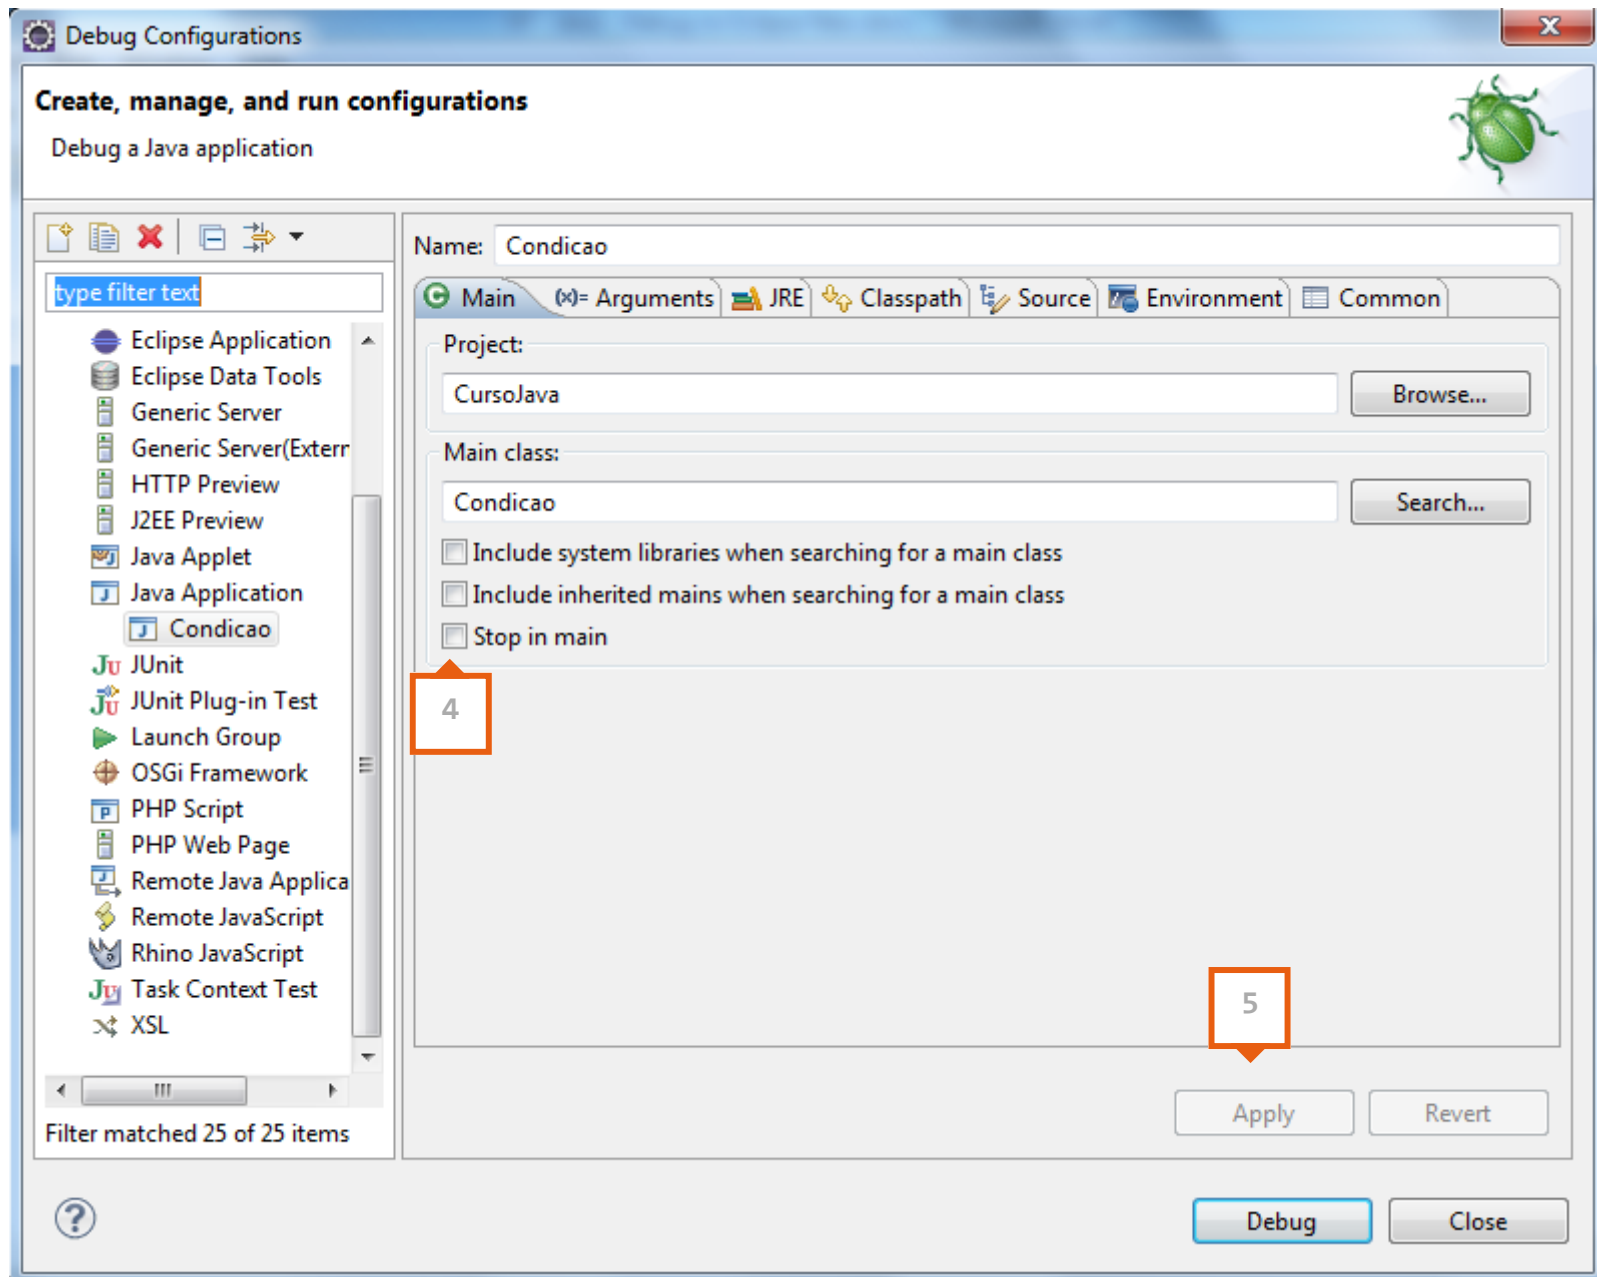 Debug Configurations
Create, manage, and run configurations
Debug a Java application
type filter text
Eclipse Application
Eclipse Data Tools
Generic Server
Generic Server(Extern
HTTP Preview
J2EE Preview
Java Applet
Java Application
Condicao
JUnit
JUnit Plug-in Test
Launch Group
OSGi Framework
PHP Script
PHP Web Page
Remote Java Applica
Remote JavaScript
Rhino JavaScript
Task Context Test
XSL
Filter matched 25 of 25 items
Name: Condicao
Main (x)= Arguments JRE Classpath Source Environment Common
Project:
CursoJava Browse...
Main class:
Condicao Search...
Include system libraries when searching for a main class
Include inherited mains when searching for a main class
Stop in main
4
5
Apply Revert
Debug Close